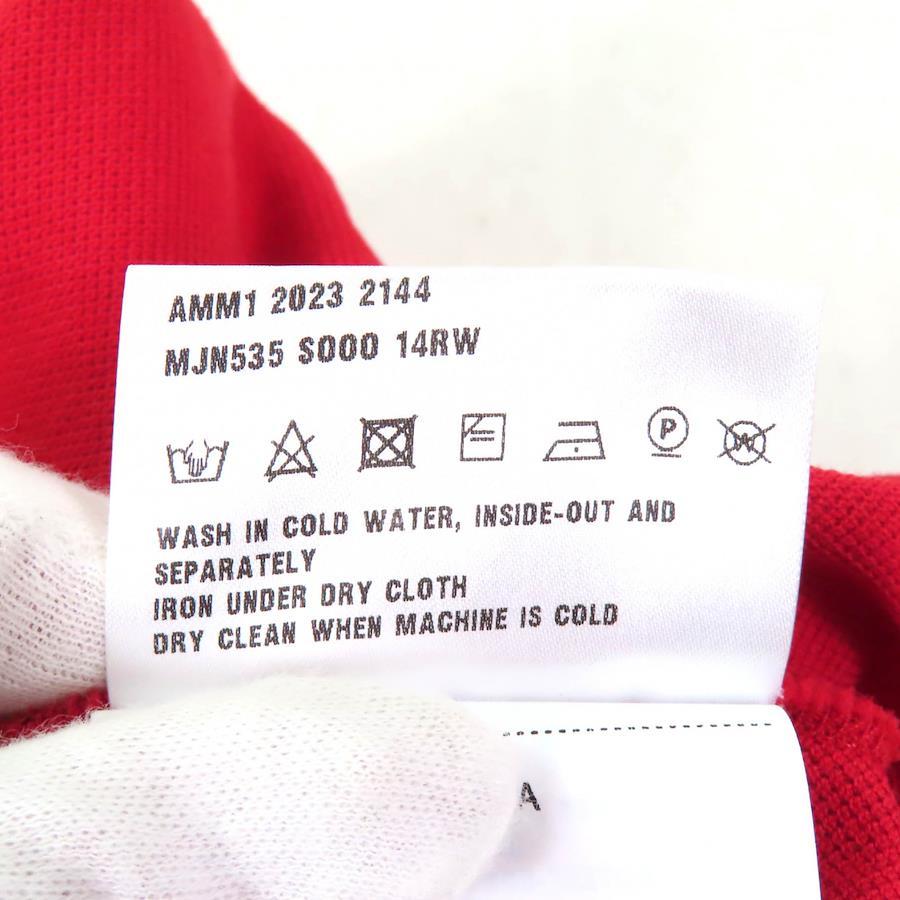 AMM1 2023 2144
MJN535 S000 14RW
P
W
WASH IN COLD WATER, INSIDE-OUT AND
SEPARATELY
IRON UNDER DRY CLOTH
DRY CLEAN WHEN MACHINE IS COLD
A